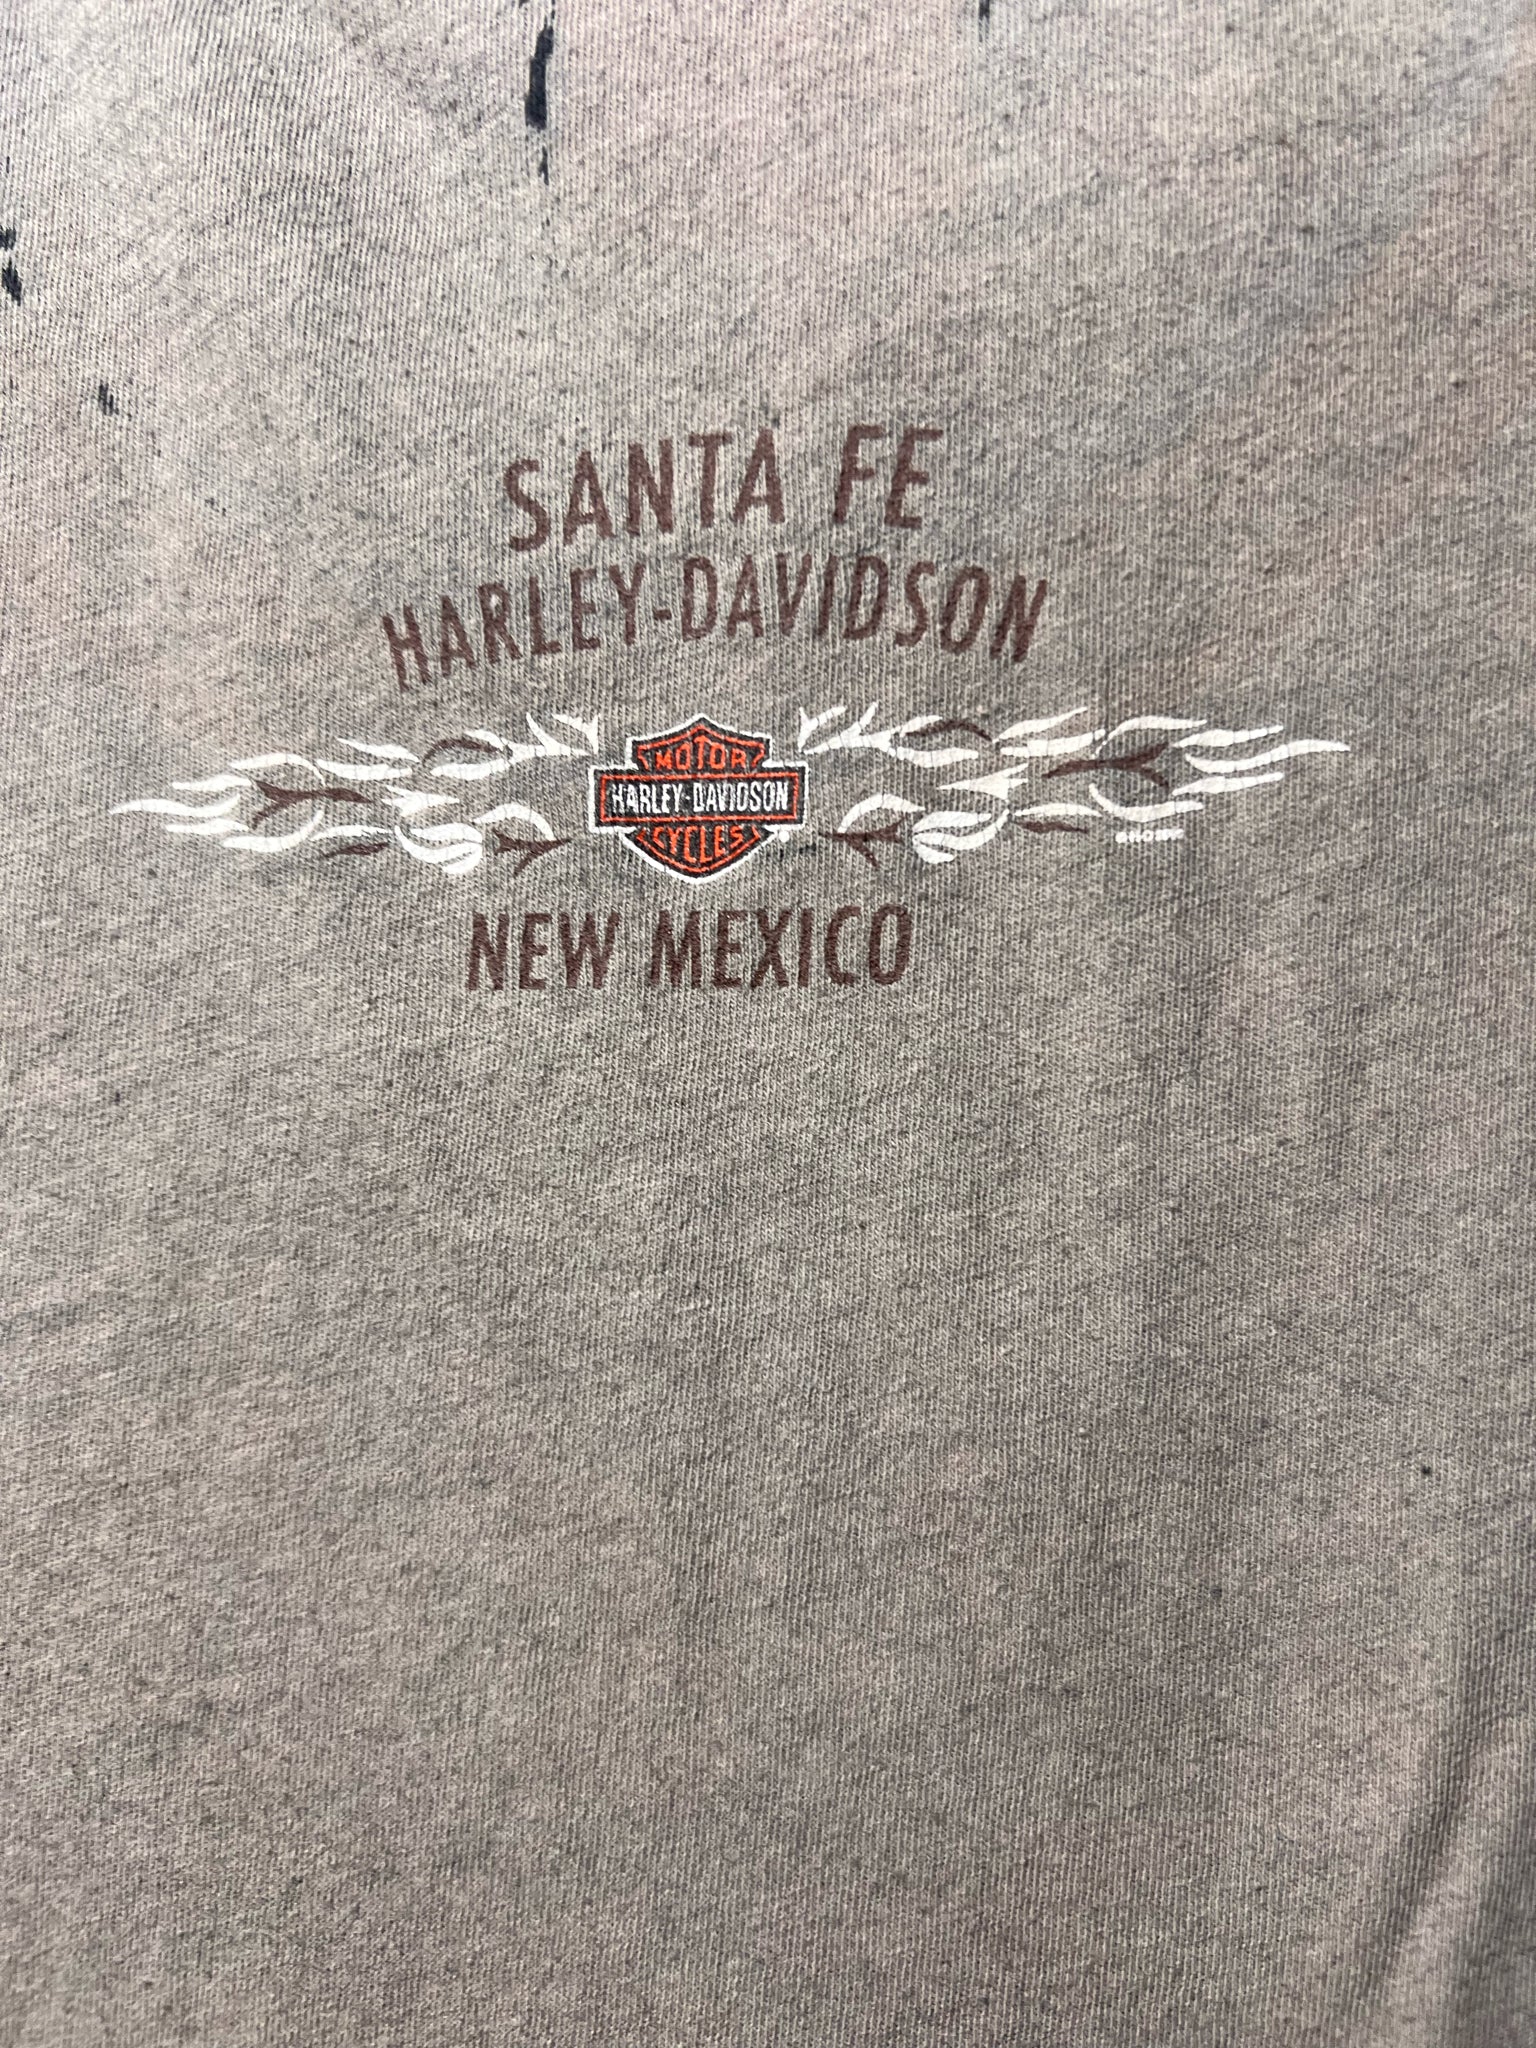 SANTA FE
HARLEY-DAVIDSON
MOTOR
HARLEY-DAVIDSON
CYCLES
NEW MEXICO